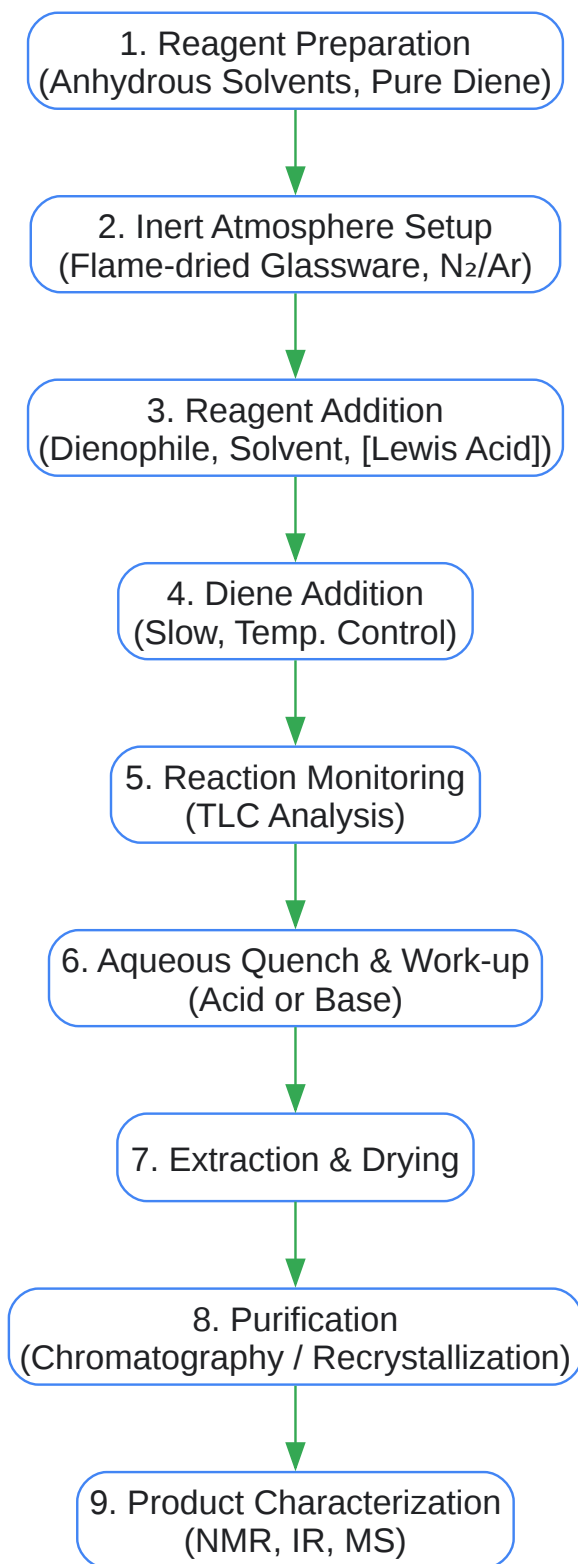 1. Reagent Preparation
(Anhydrous Solvents, Pure Diene)
2. Inert Atmosphere Setup
(Flame-dried Glassware, N₂/Ar)
3. Reagent Addition
(Dienophile, Solvent, [Lewis Acid])
4. Diene Addition
(Slow, Temp. Control)
5. Reaction Monitoring
(TLC Analysis)
6. Aqueous Quench & Work-up
(Acid or Base)
7. Extraction & Drying
8. Purification
(Chromatography / Recrystallization)
9. Product Characterization
(NMR, IR, MS)